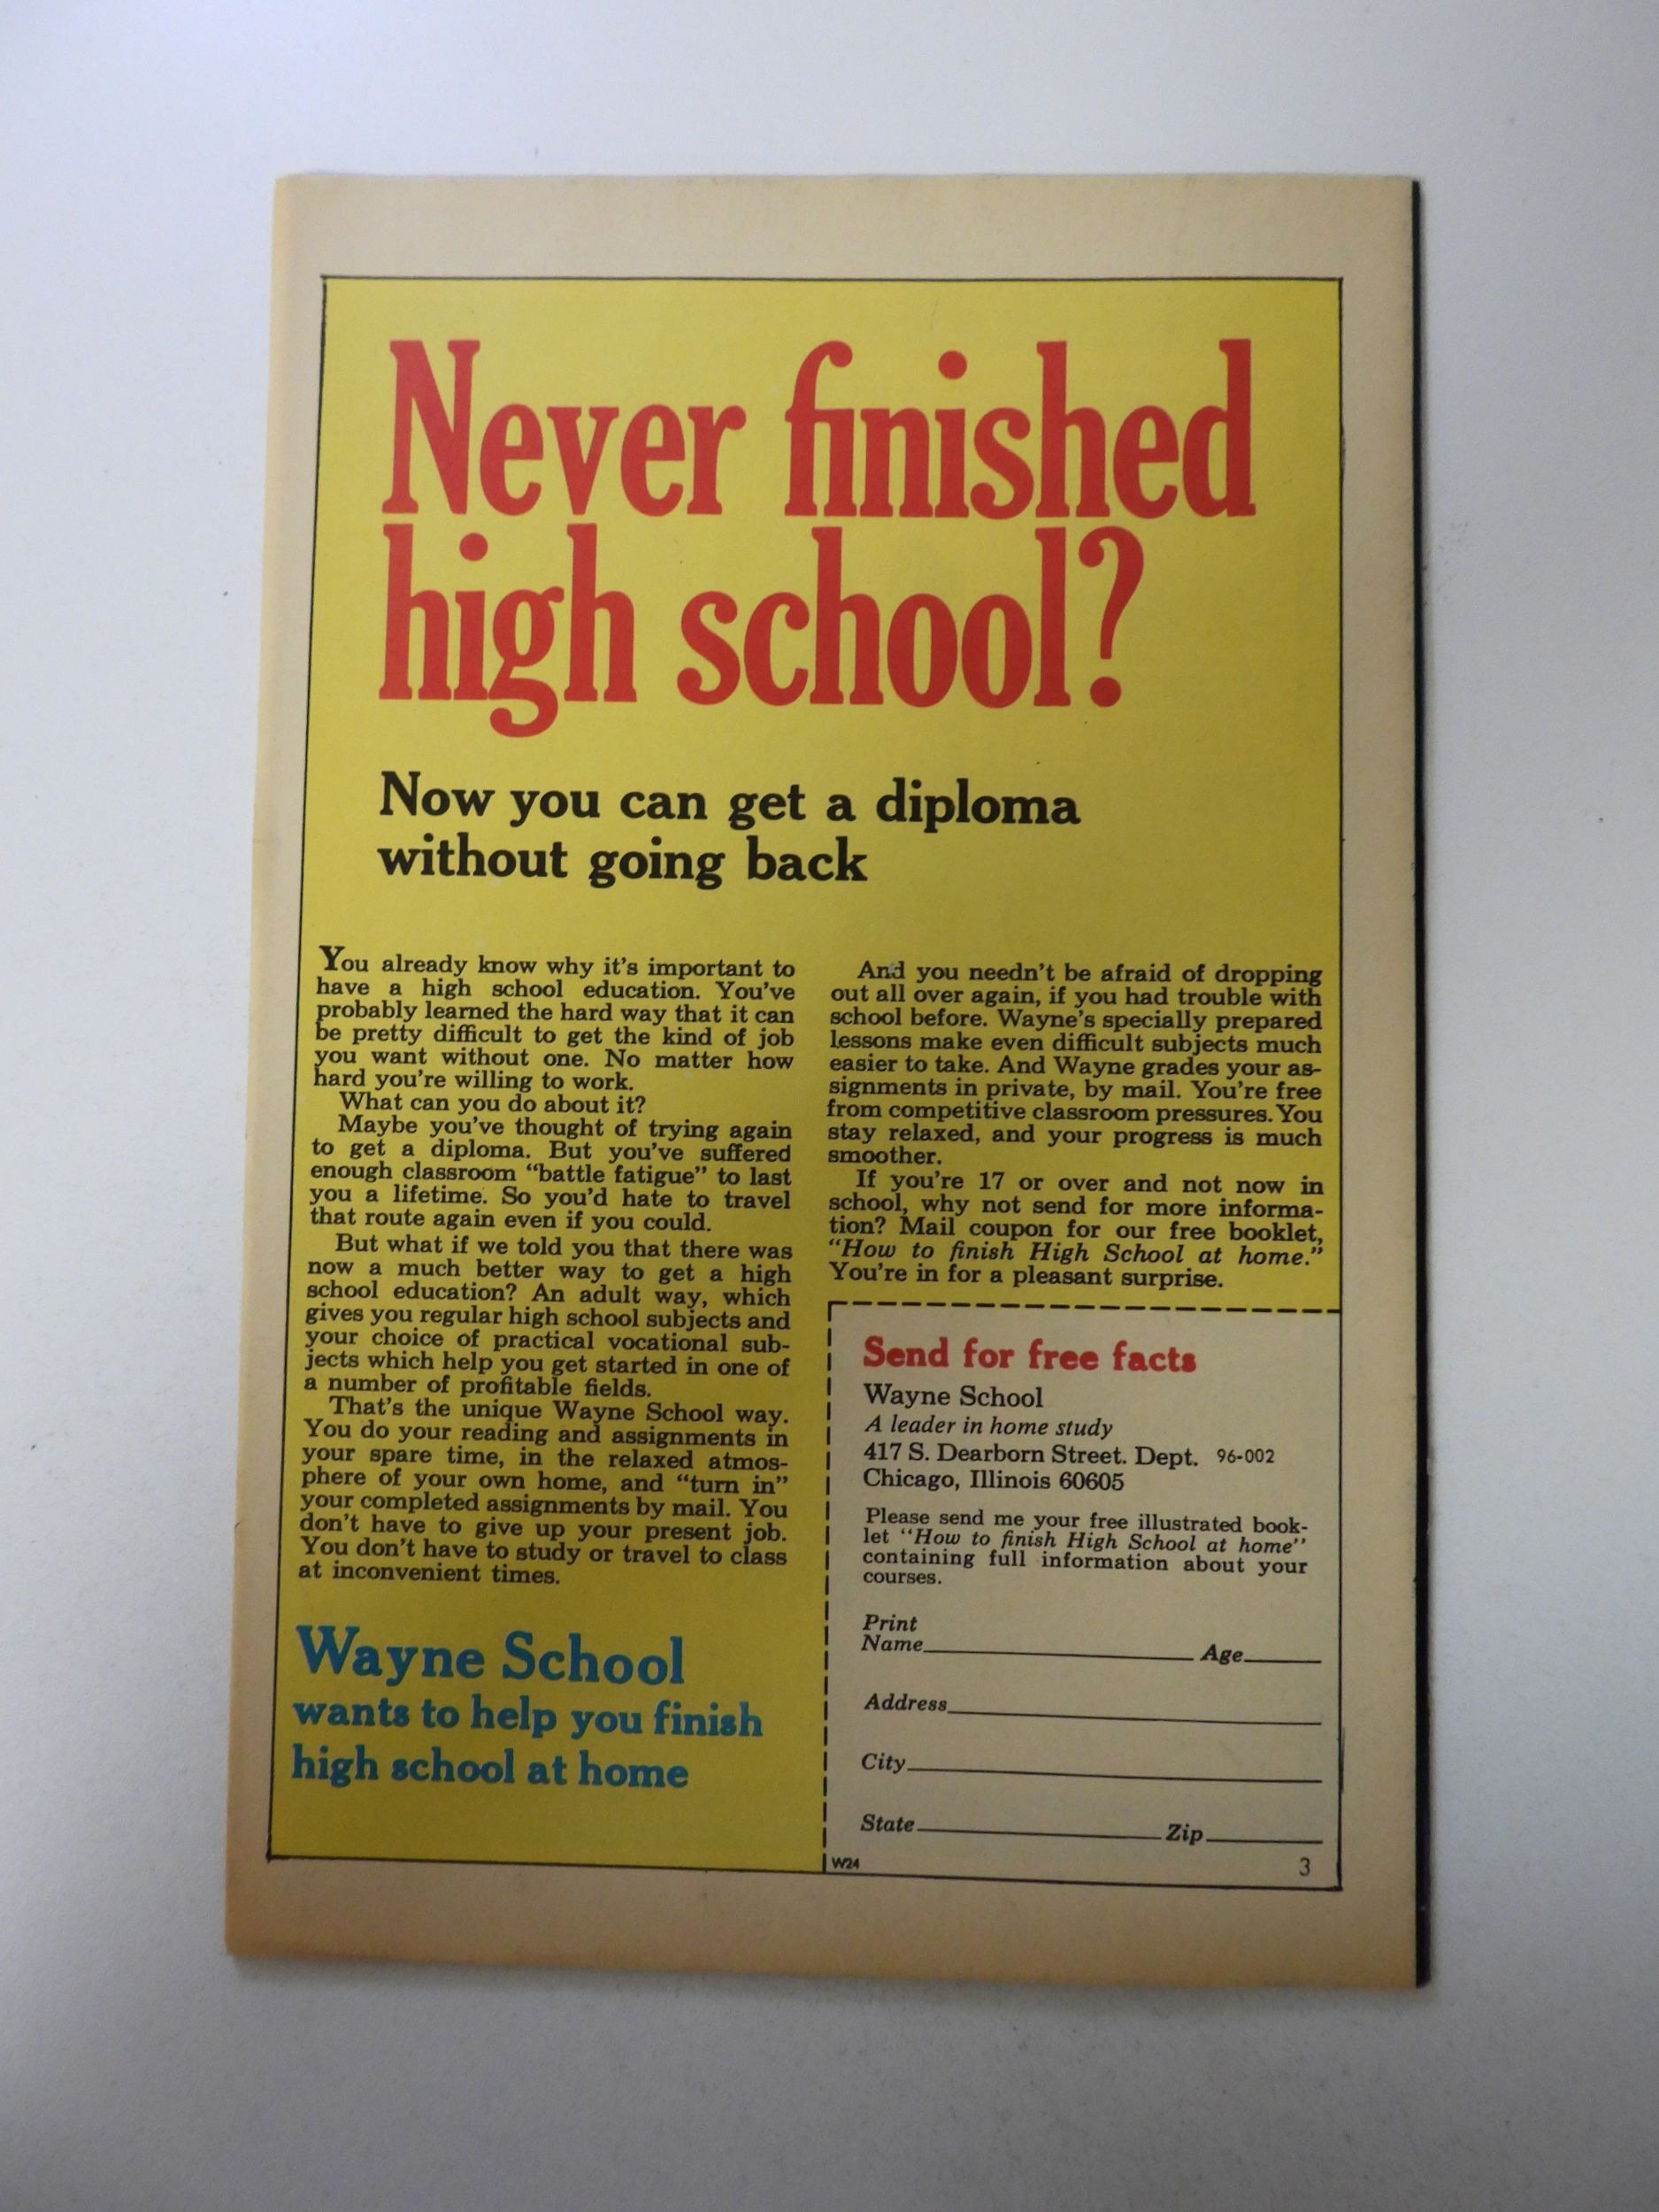 Never finished
high school?
Now you can get a diploma
without going back
You already know why it's important to
have a high school education. You've
probably learned the hard way that it can
be pretty difficult to get the kind of job
you want without one. No matter how
hard you're willing to work.
What can you do about it?
Maybe you've thought of trying again
to get a diploma. But you've suffered
enough classroom “battle fatigue” to last
you a lifetime. So you'd hate to travel
that route again even if you could.
But what if we told you that there was
now a much better way to get a high
school education? An adult way, which
gives you regular high school subjects and
your choice of practical vocational sub-
jects which help you get started in one of
a number of profitable fields.
That's the unique Wayne School way.
You do your reading and assignments in
your spare time, in the relaxed atmos-
phere of your own home, and “turn in”
your completed assignments by mail. You
don't have to give up your present job.
You don't have to study or travel to class
at inconvenient times.
Wayne School
wants to help you finish
high school at home
And you needn't be afraid of dropping
out all over again, if you had trouble with
school before. Wayne's specially prepared
lessons make even difficult subjects much
easier to take. And Wayne grades your as-
signments in private, by mail. You're free
from competitive classroom pressures. You
stay relaxed, and your progress is much
smoother.
If you're 17 or over and not now in
school, why not send for more informa-
tion? Mail coupon for our free booklet,
“How to finish High School at home.”
You're in for a pleasant surprise.
Send for free facts
Wayne School
A leader in home study
417 S. Dearborn Street. Dept. 96-002
Chicago, Illinois 60605
Please send me your free illustrated book-
let “How to finish High School at home”
containing full information about your
courses.
Print
Name Age
Address
City
State Zip
W24 3